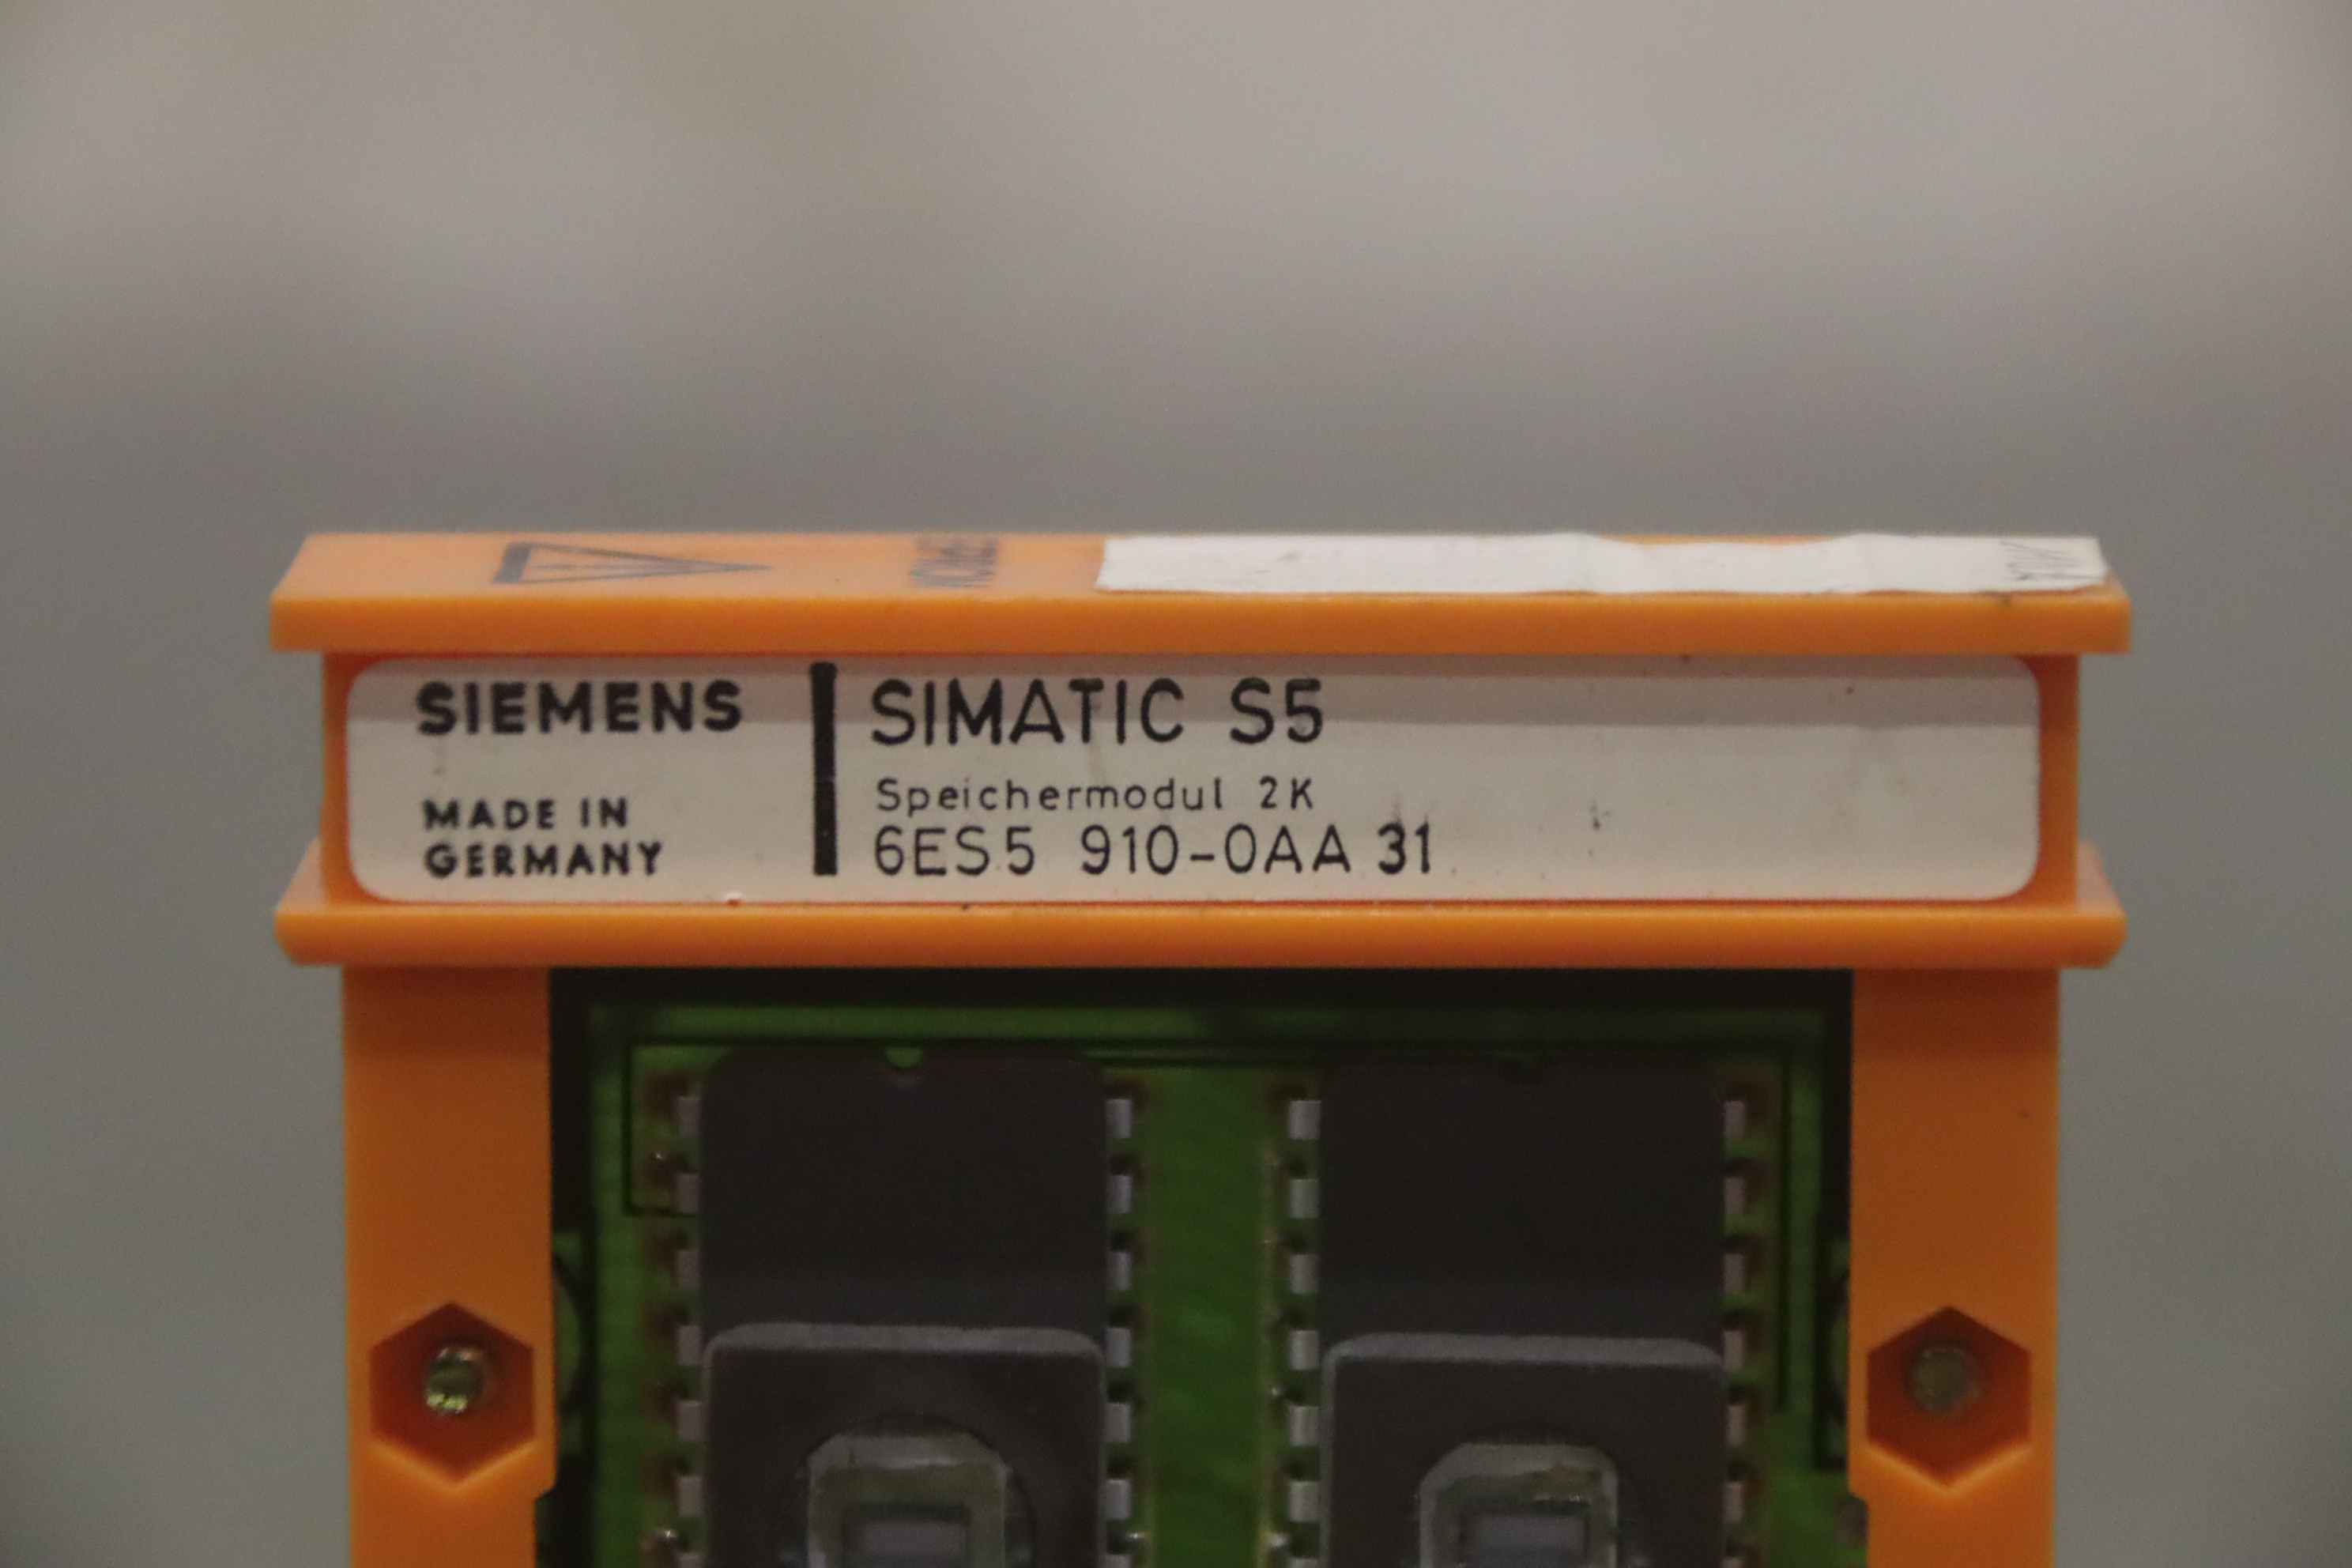 SIEMENS
MADE IN
GERMANY
SIMATIC S5
Speichermodul 2K
6ES5 910-0AA 31